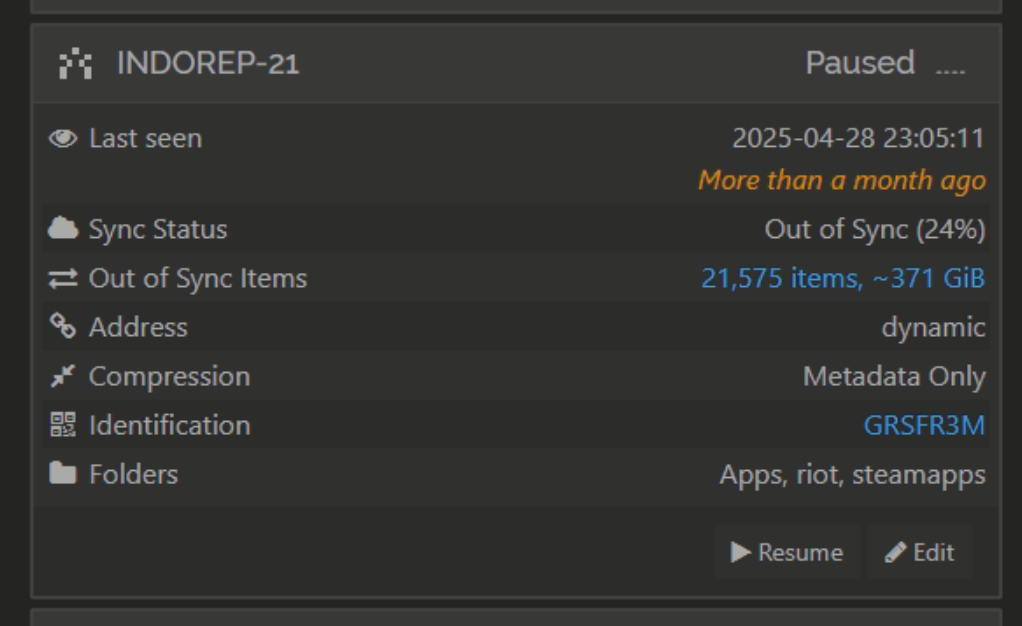 INDOREP-21 Paused ....
Last seen 2025-04-28 23:05:11
More than a month ago
Sync Status Out of Sync (24%)
Out of Sync Items 21,575 items, ~371 GiB
Address dynamic
Compression Metadata Only
Identification GRSFR3M
Folders Apps, riot, steamapps
Resume Edit